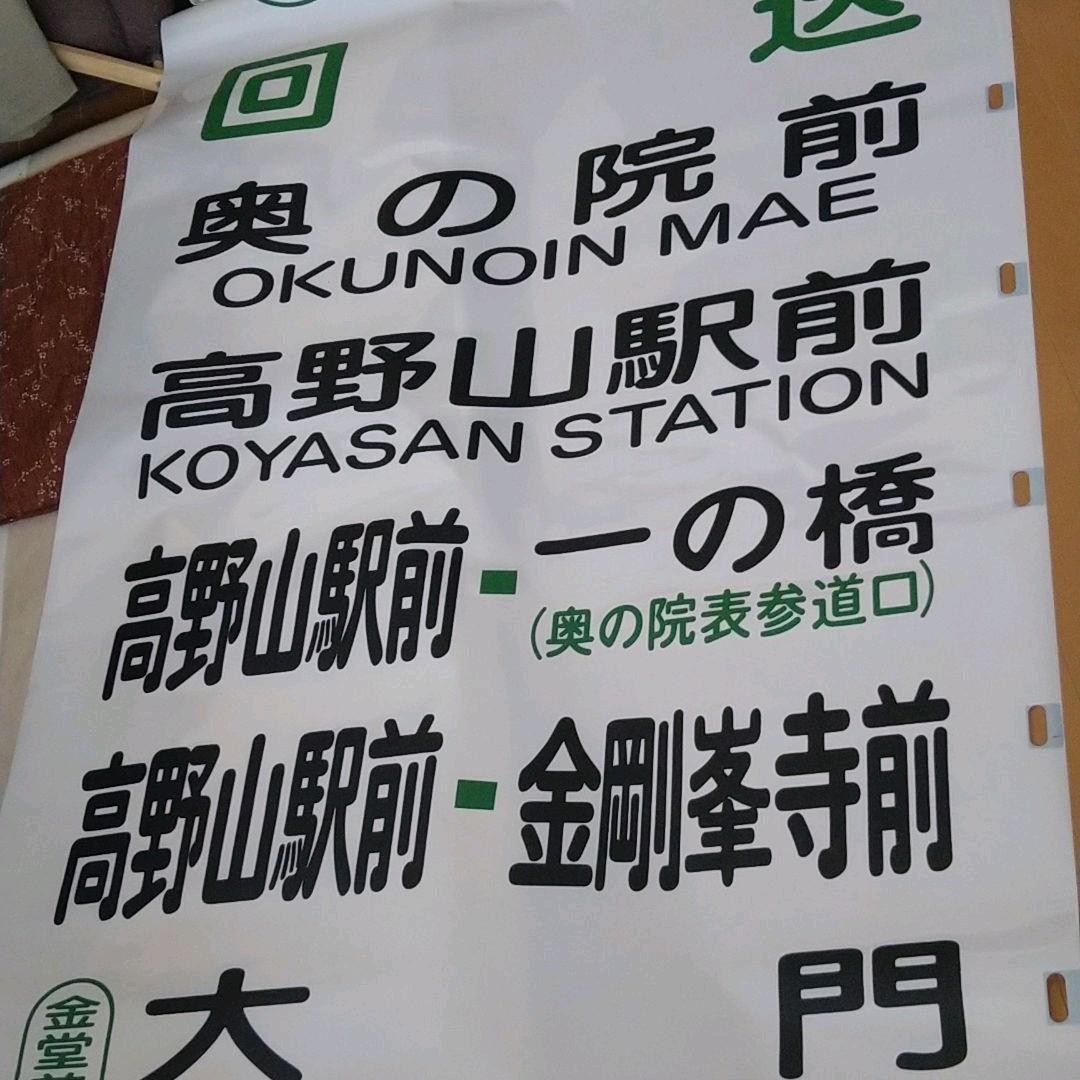 回送
奥の院前
OKUNOIN MAE
高野山駅前
KOYASAN STATION
高野山駅前-一の橋
(奥の院表参道口)
高野山駅前-金剛峯寺前
金堂
大門